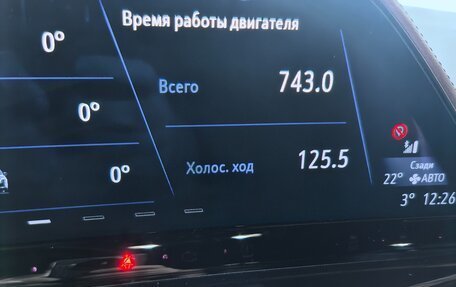 Время работы двигателя
0°
Всего 743.0
0°
Холос. ход 125.5
0°
Сзади
22° АВТО
3° 12:26